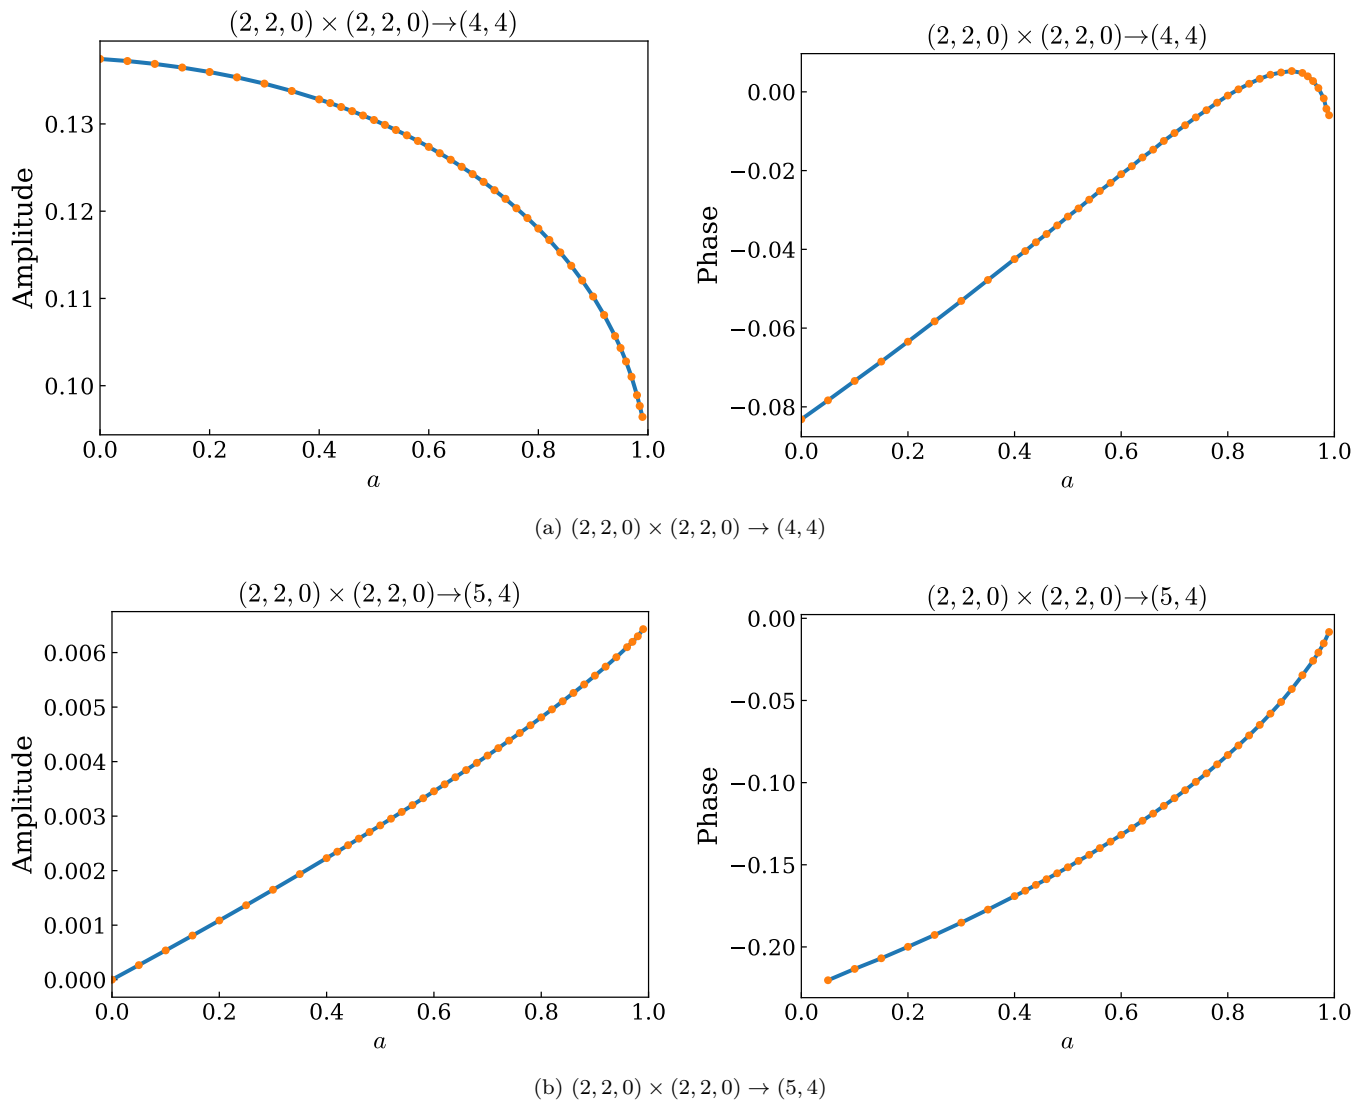 (2, 2, 0) × (2, 2, 0)→(4, 4)
Amplitude
0.13
0.12
0.11
0.10
0.0 0.2 0.4 0.6 0.8 1.0
a
(2, 2, 0) × (2, 2, 0)→(4, 4)
Phase
0.00
−0.02
−0.04
−0.06
−0.08
0.0 0.2 0.4 0.6 0.8 1.0
a
(a) (2, 2, 0) × (2, 2, 0) → (4, 4)
(2, 2, 0) × (2, 2, 0)→(5, 4)
Amplitude
0.006
0.005
0.004
0.003
0.002
0.001
0.000
0.0 0.2 0.4 0.6 0.8 1.0
a
(2, 2, 0) × (2, 2, 0)→(5, 4)
Phase
0.00
−0.05
−0.10
−0.15
−0.20
0.0 0.2 0.4 0.6 0.8 1.0
a
(b) (2, 2, 0) × (2, 2, 0) → (5, 4)